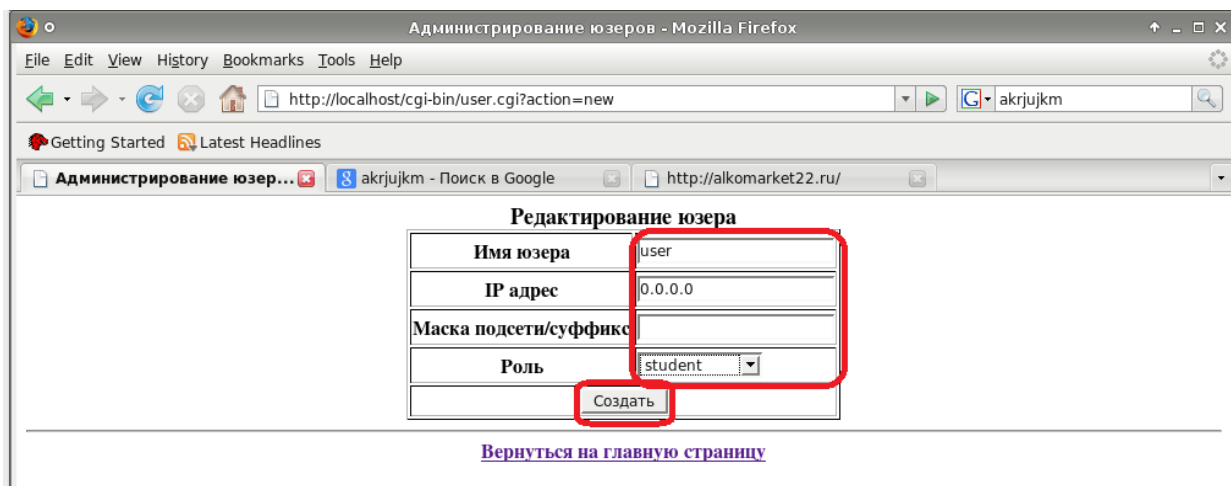 Администрирование юзеров - Mozilla Firefox
File Edit View History Bookmarks Tools Help
http://localhost/cgi-bin/user.cgi?action=new
G akrjujkm
Getting Started Latest Headlines
Администрирование юзер...
8 akrjujkm - Поиск в Google
http://alkomarket22.ru/
Редактирование юзера
Имя юзера user
IP адрес 0.0.0.0
Маска подсети/суффикс
Роль student
Создать
Вернуться на главную страницу